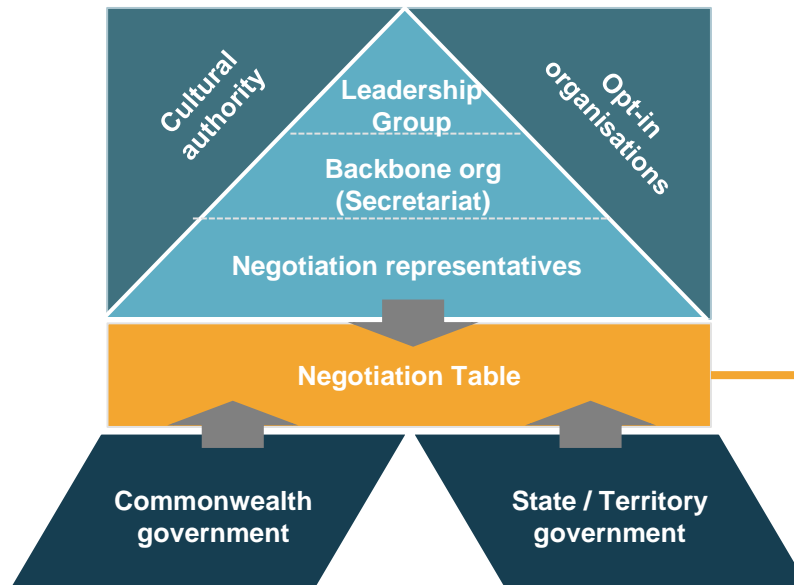 Cultural
authority
Opt-in
organisations
Leadership
Group
Backbone org
(Secretariat)
Negotiation representatives
Negotiation Table
Commonwealth
government
State / Territory
government